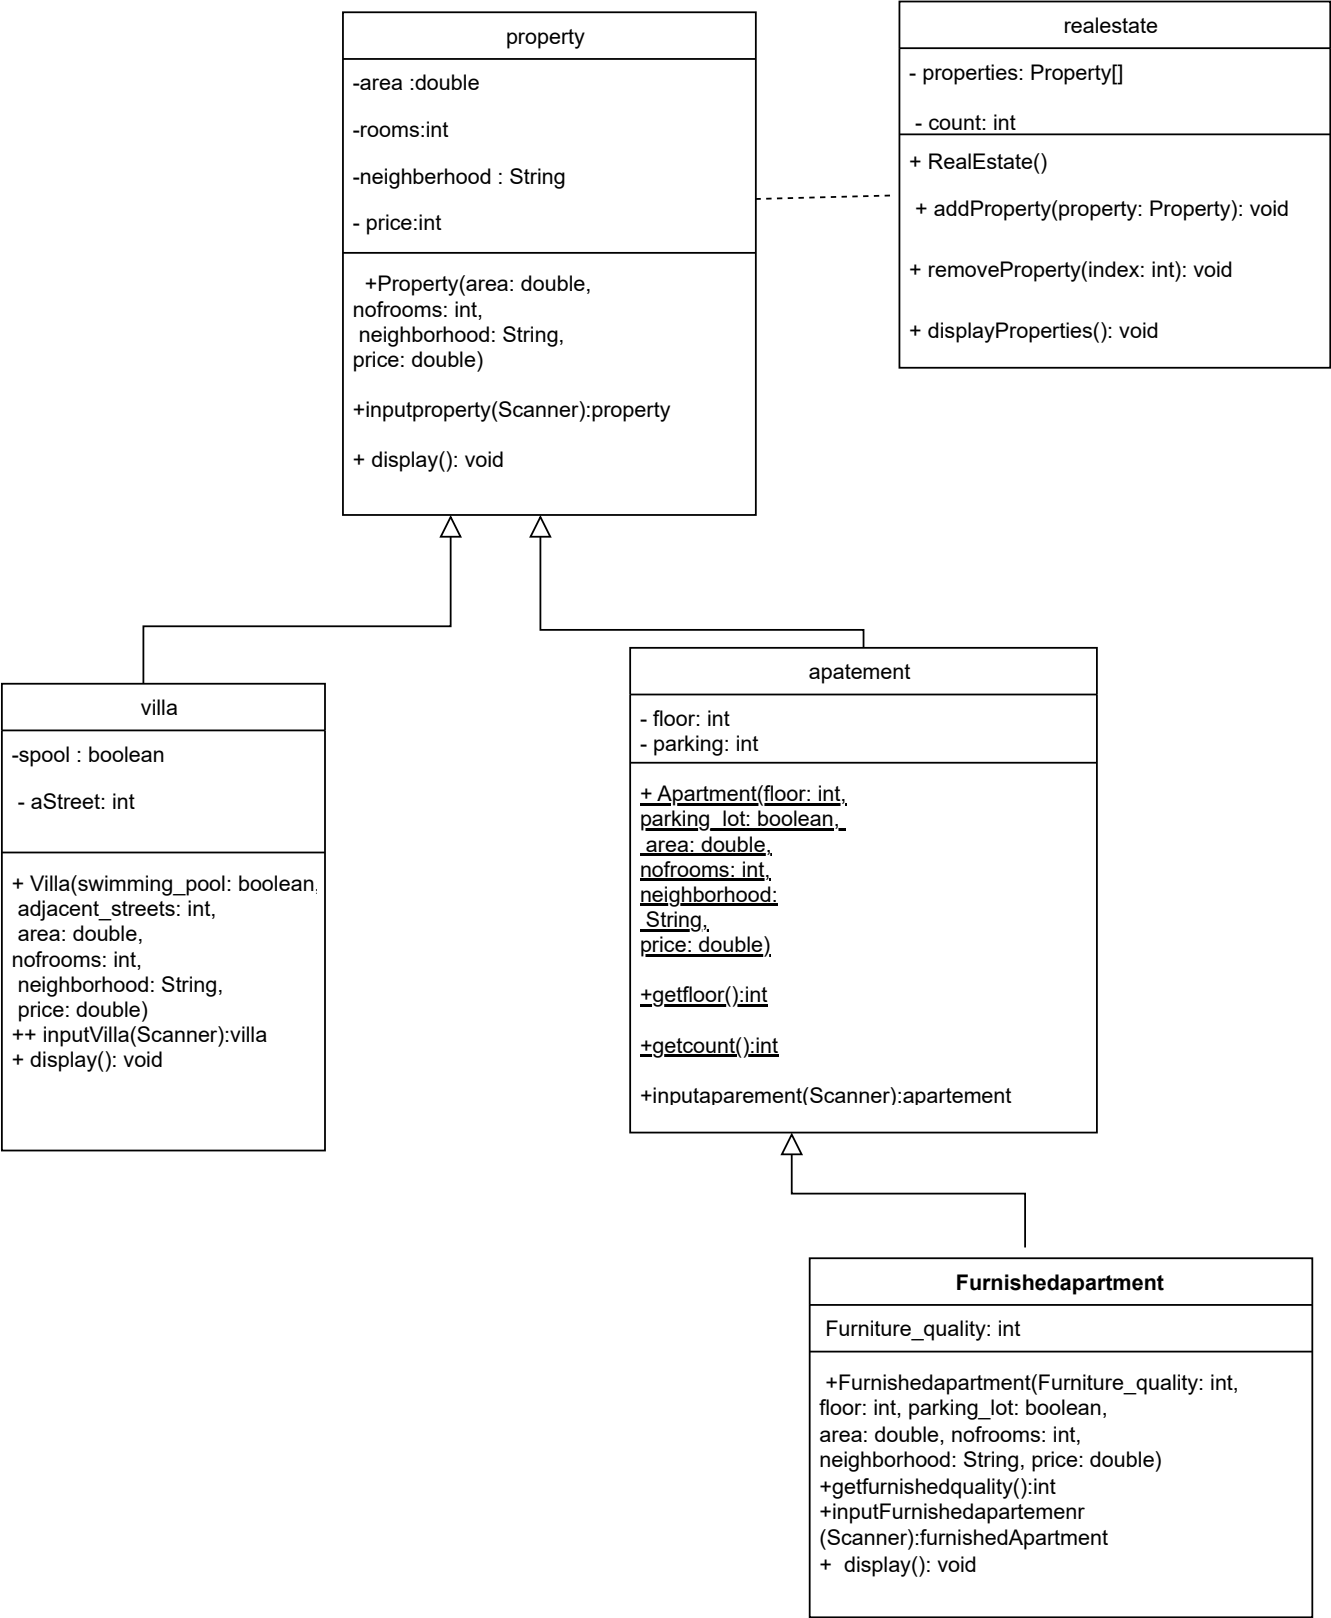 property
-area :double
-rooms:int
-neighberhood : String
- price:int
+Property(area: double,
nofrooms: int,
neighborhood: String,
price: double)
+inputproperty(Scanner):property
+ display(): void
realestate
- properties: Property[]
- count: int
+ RealEstate()
+ addProperty(property: Property): void
+ removeProperty(index: int): void
+ displayProperties(): void
villa
-spool : boolean
- aStreet: int
+ Villa(swimming_pool: boolean,
adjacent_streets: int,
area: double,
nofrooms: int,
neighborhood: String,
price: double)
++ inputVilla(Scanner):villa
+ display(): void
apatement
- floor: int
- parking: int
+ Apartment(floor: int,
parking_lot: boolean,
area: double,
nofrooms: int,
neighborhood:
String,
price: double)
+getfloor():int
+getcount():int
+inputaparement(Scanner):apartement
Furnishedapartment
Furniture_quality: int
+Furnishedapartment(Furniture_quality: int,
floor: int, parking_lot: boolean,
area: double, nofrooms: int,
neighborhood: String, price: double)
+getfurnishedquality():int
+inputFurnishedapartemenr
(Scanner):furnishedApartment
+ display(): void